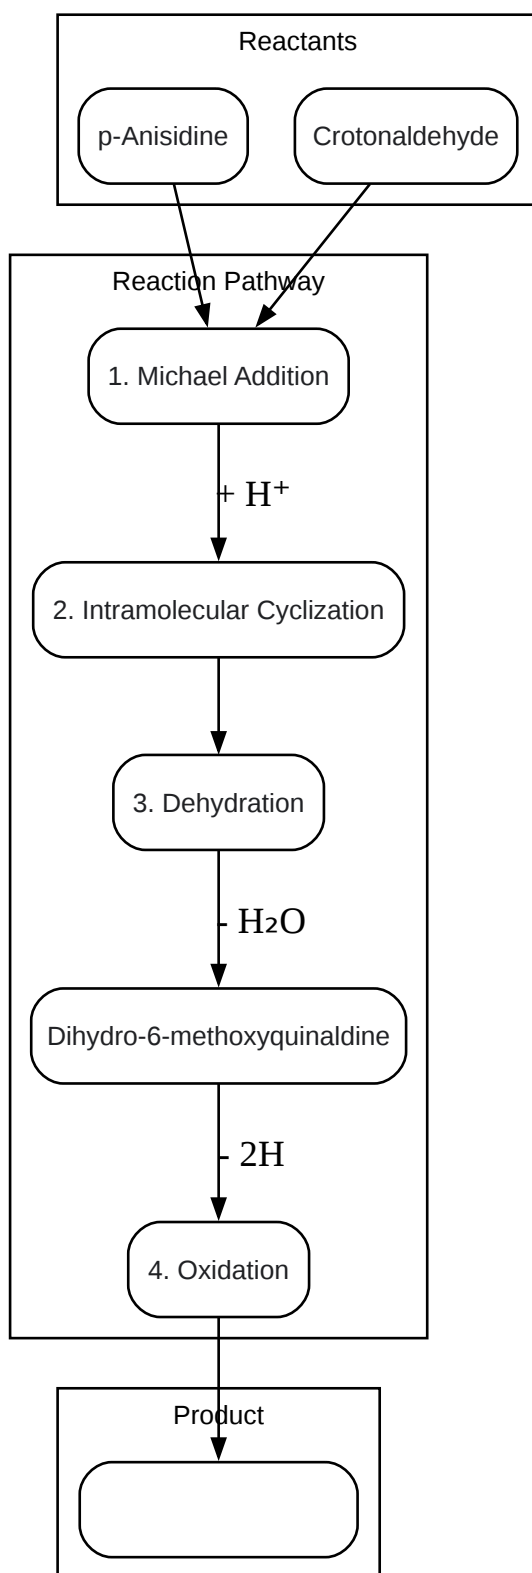 Reactants
p-Anisidine
Crotonaldehyde
Reaction Pathway
1. Michael Addition
+ H⁺
2. Intramolecular Cyclization
3. Dehydration
- H₂O
Dihydro-6-methoxyquinaldine
- 2H
4. Oxidation
Product